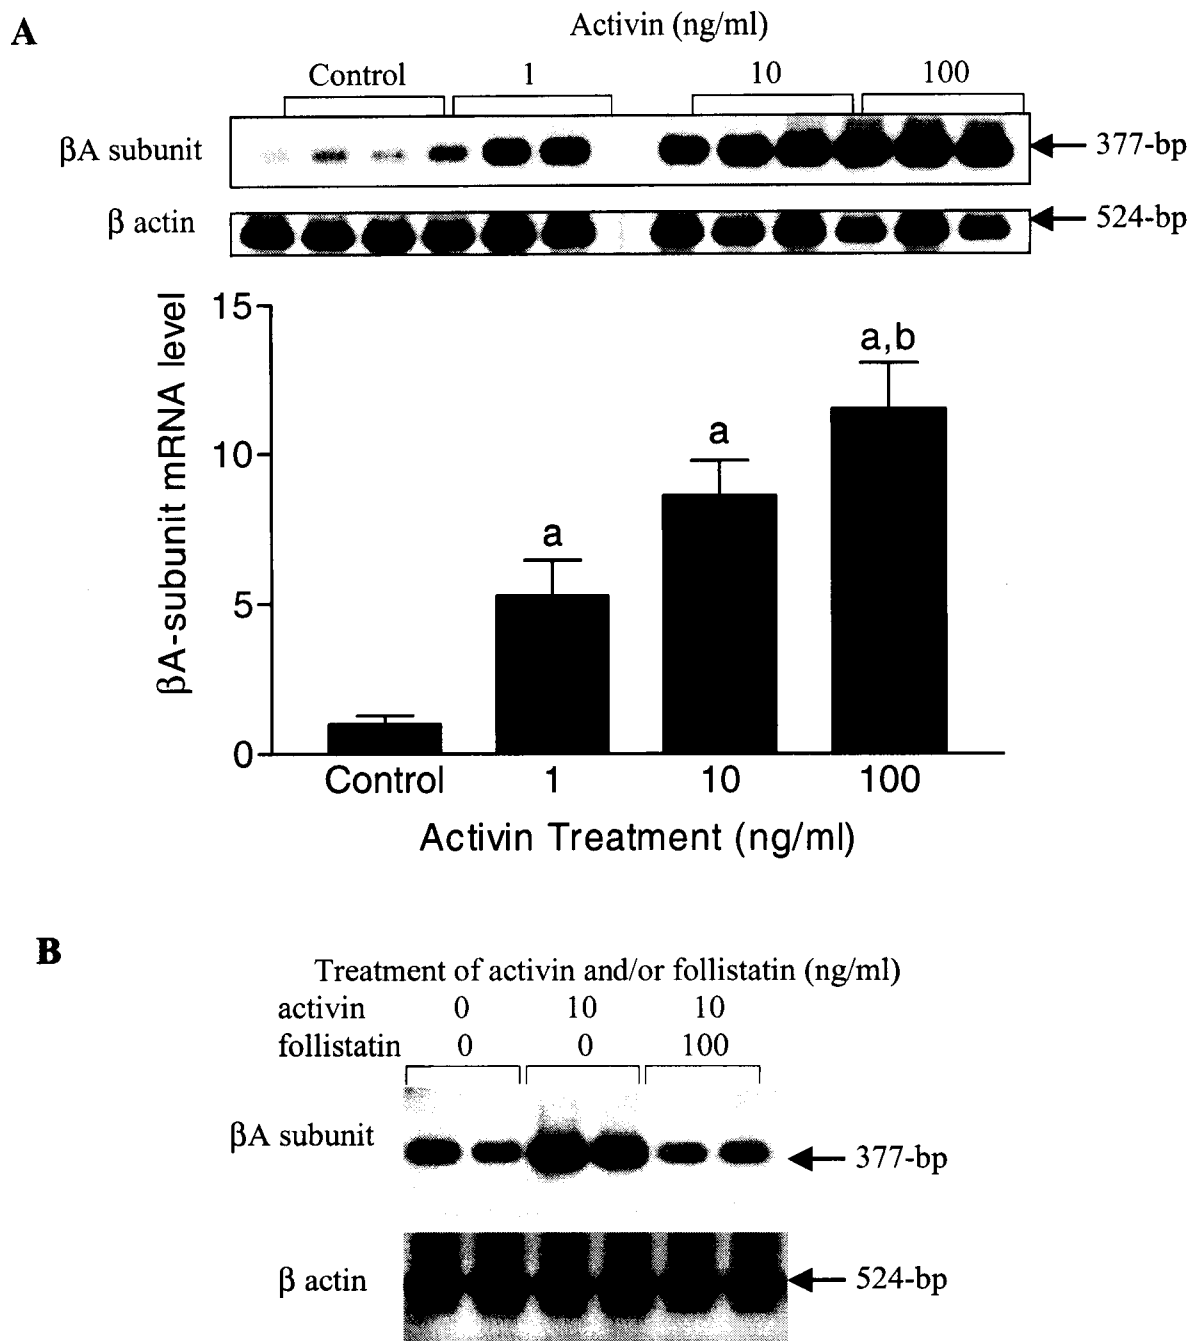 A
Activin (ng/ml)
Control 1 10 100
βA subunit 377-bp
β actin 524-bp
15
10
5
0
βA-subunit mRNA level
a
a
a,b
Control 1 10 100
Activin Treatment (ng/ml)
B
Treatment of activin and/or follistatin (ng/ml)
activin 0 10 10
follistatin 0 0 100
βA subunit 377-bp
β actin 524-bp